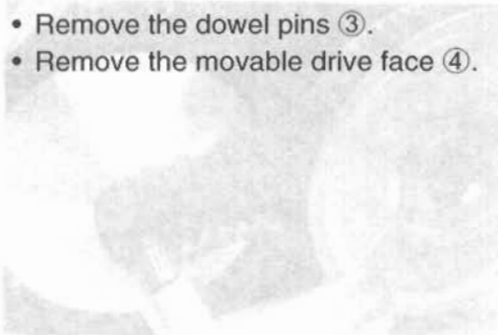 • Remove the dowel pins ③.
• Remove the movable drive face ④.